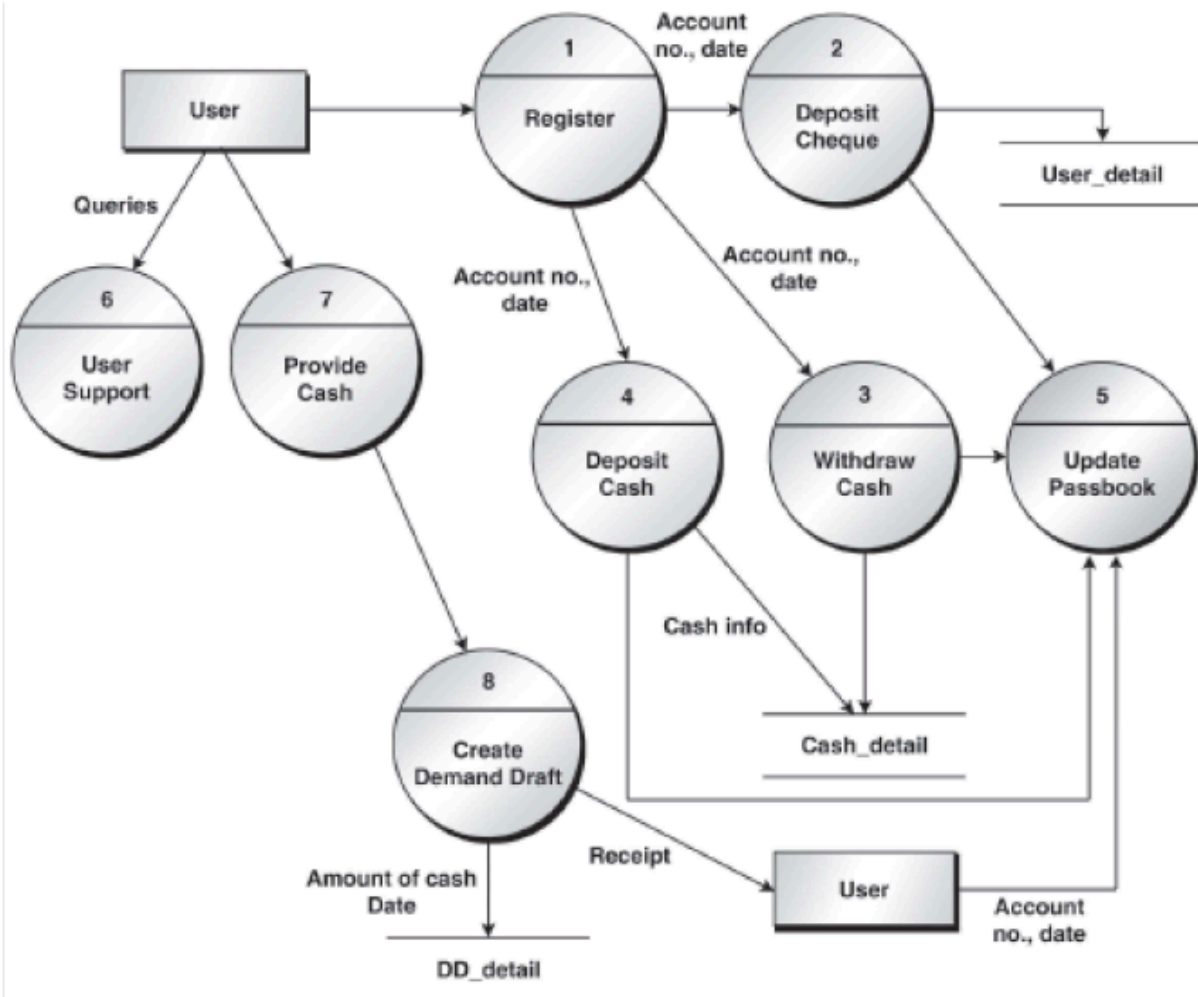 Account
no., date
1
2
User
Register
Deposit
Cheque
User_detail
Queries
Account no.,
date
Account no.,
date
6
7
User
Support
Provide
Cash
4
3
5
Deposit
Cash
Withdraw
Cash
Update
Passbook
Cash info
8
Create
Demand Draft
Cash_detail
Receipt
Amount of cash
Date
User
Account
no., date
DD_detail